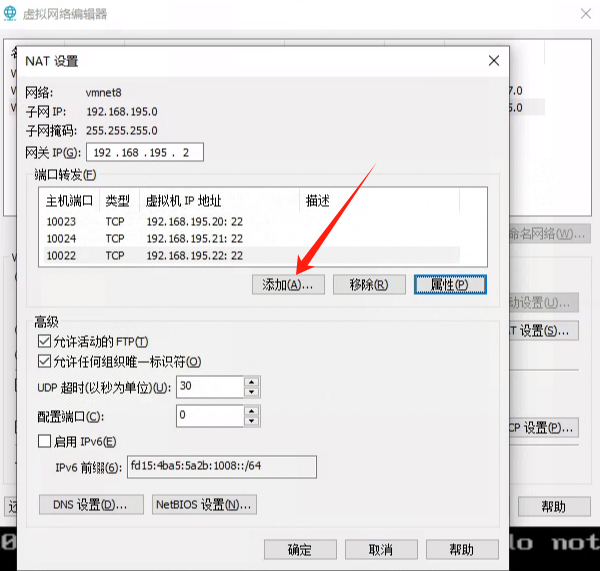 虚拟网络编辑器
NAT 设置
网络: vmnet8
子网 IP: 192.168.195.0
子网掩码: 255.255.255.0
网关 IP(G): 192 . 168 . 195 . 2
端口转发(F)
主机端口 类型 虚拟机 IP 地址 描述
10023 TCP 192.168.195.20: 22
10024 TCP 192.168.195.21: 22
10022 TCP 192.168.195.22: 22
添加(A)... 移除(R) 属性(P)
高级
允许活动的 FTP(T)
允许任何组织唯一标识符(O)
UDP 超时(以秒为单位)(U): 30
配置端口(C): 0
启用 IPv6(E)
IPv6 前缀(6): fd15:4ba5:5a2b:1008::/64
DNS 设置(D)... NetBIOS 设置(N)...
确定 取消 帮助
7.0
5.0
命名网络(W)...
动设置(U)...
T 设置(S)...
CP 设置(P)...
帮助
not